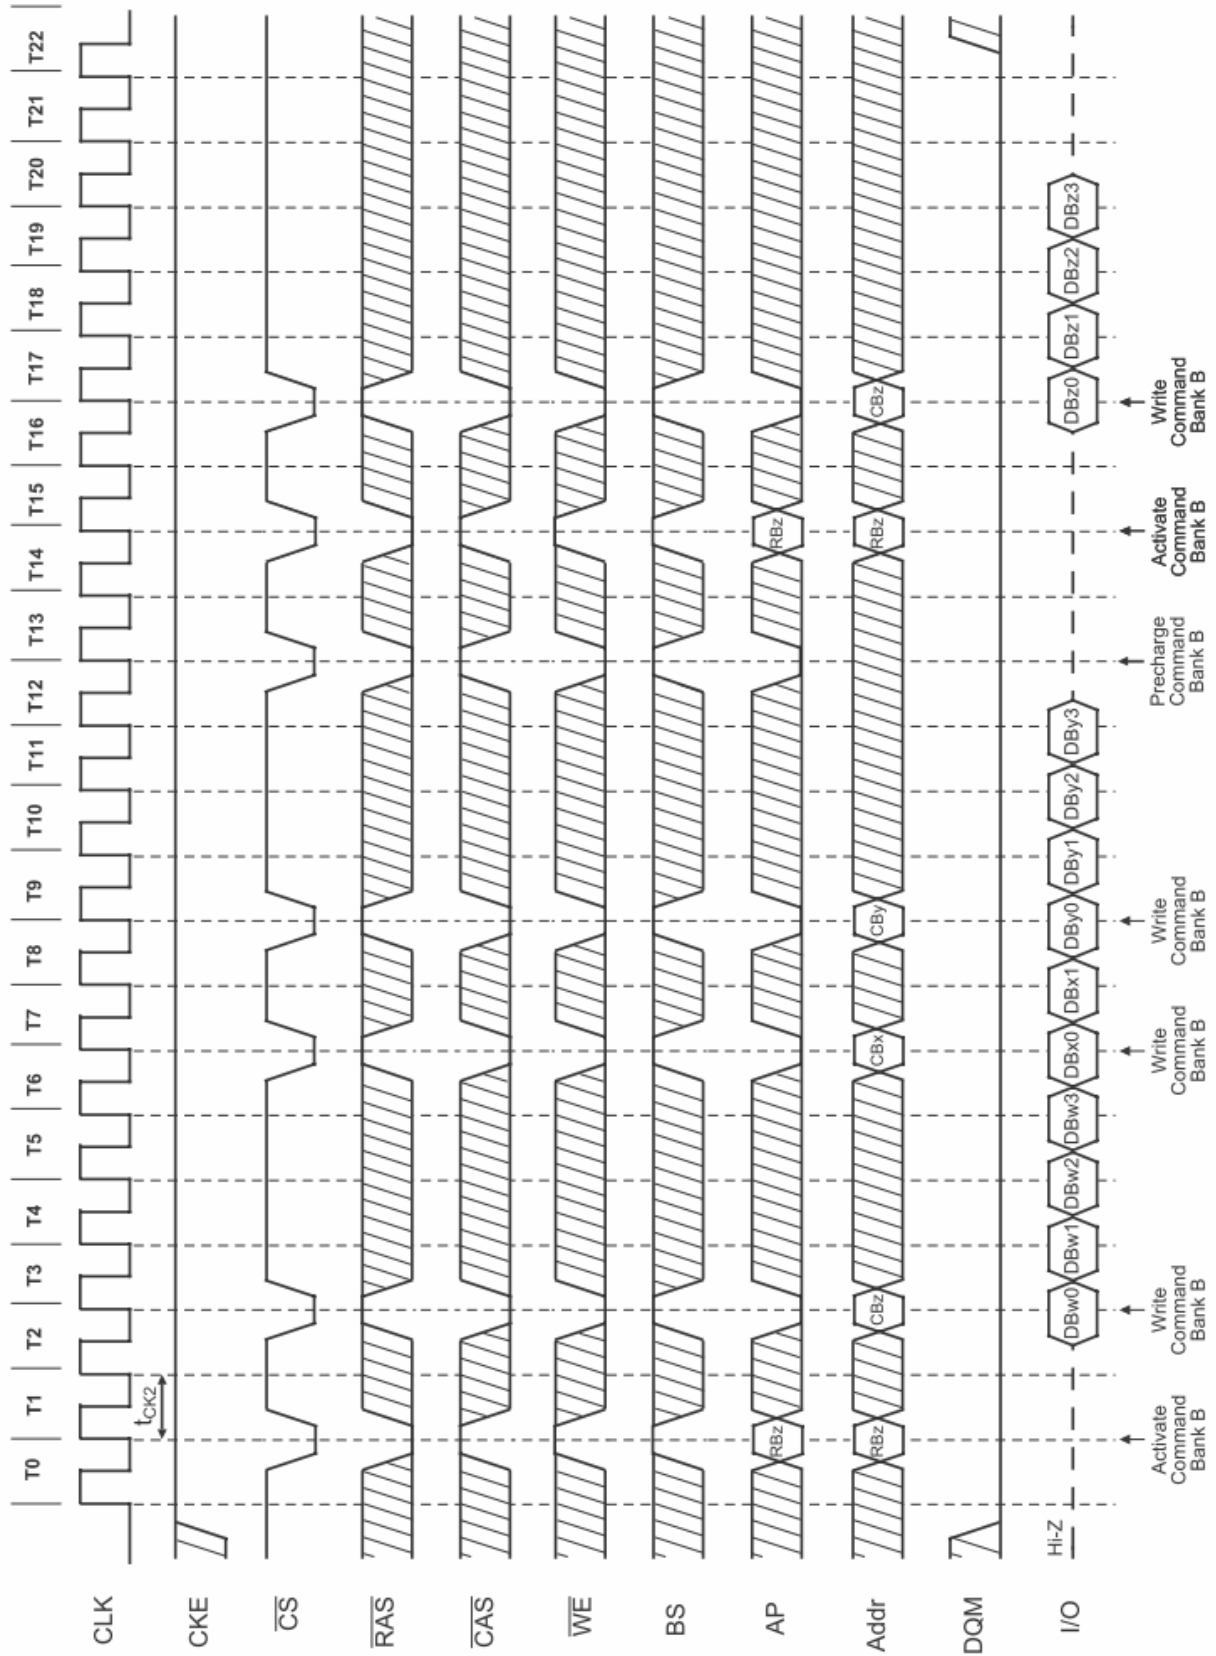 T0 T1 T2 T3 T4 T5 T6 T7 T8 T9 T10 T11 T12 T13 T14 T15 T16 T17 T18 T19 T20 T21 T22
CLK
tCK2
CKE
CS
RAS
CAS
WE
BS
AP
RBz RBz
Addr
RBz CBz CBx CBy RBz CBz
DQM
I/O
Hi-Z
DBw0 DBw1 DBw2 DBw3 DBx0 DBx1 DBy0 DBy1 DBy2 DBy3 DBz0 DBz1 DBz2 DBz3
Activate
Command
Bank B
Write
Command
Bank B
Write
Command
Bank B
Write
Command
Bank B
Precharge
Command
Bank B
Activate
Command
Bank B
Write
Command
Bank B